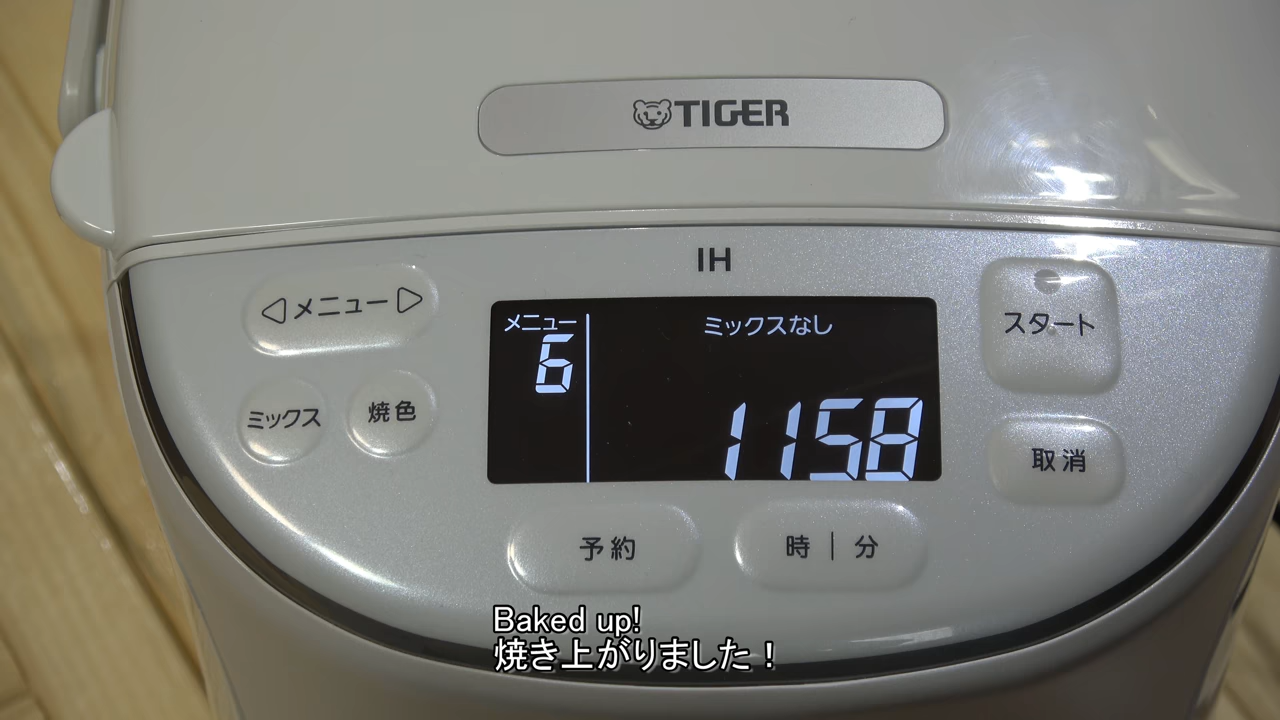 TIGER
IH
◁メニュー▷
メニュー
ミックスなし
スタート
6
ミックス
焼色
1158
取消
予約
時｜分
Baked up!
焼き上がりました！